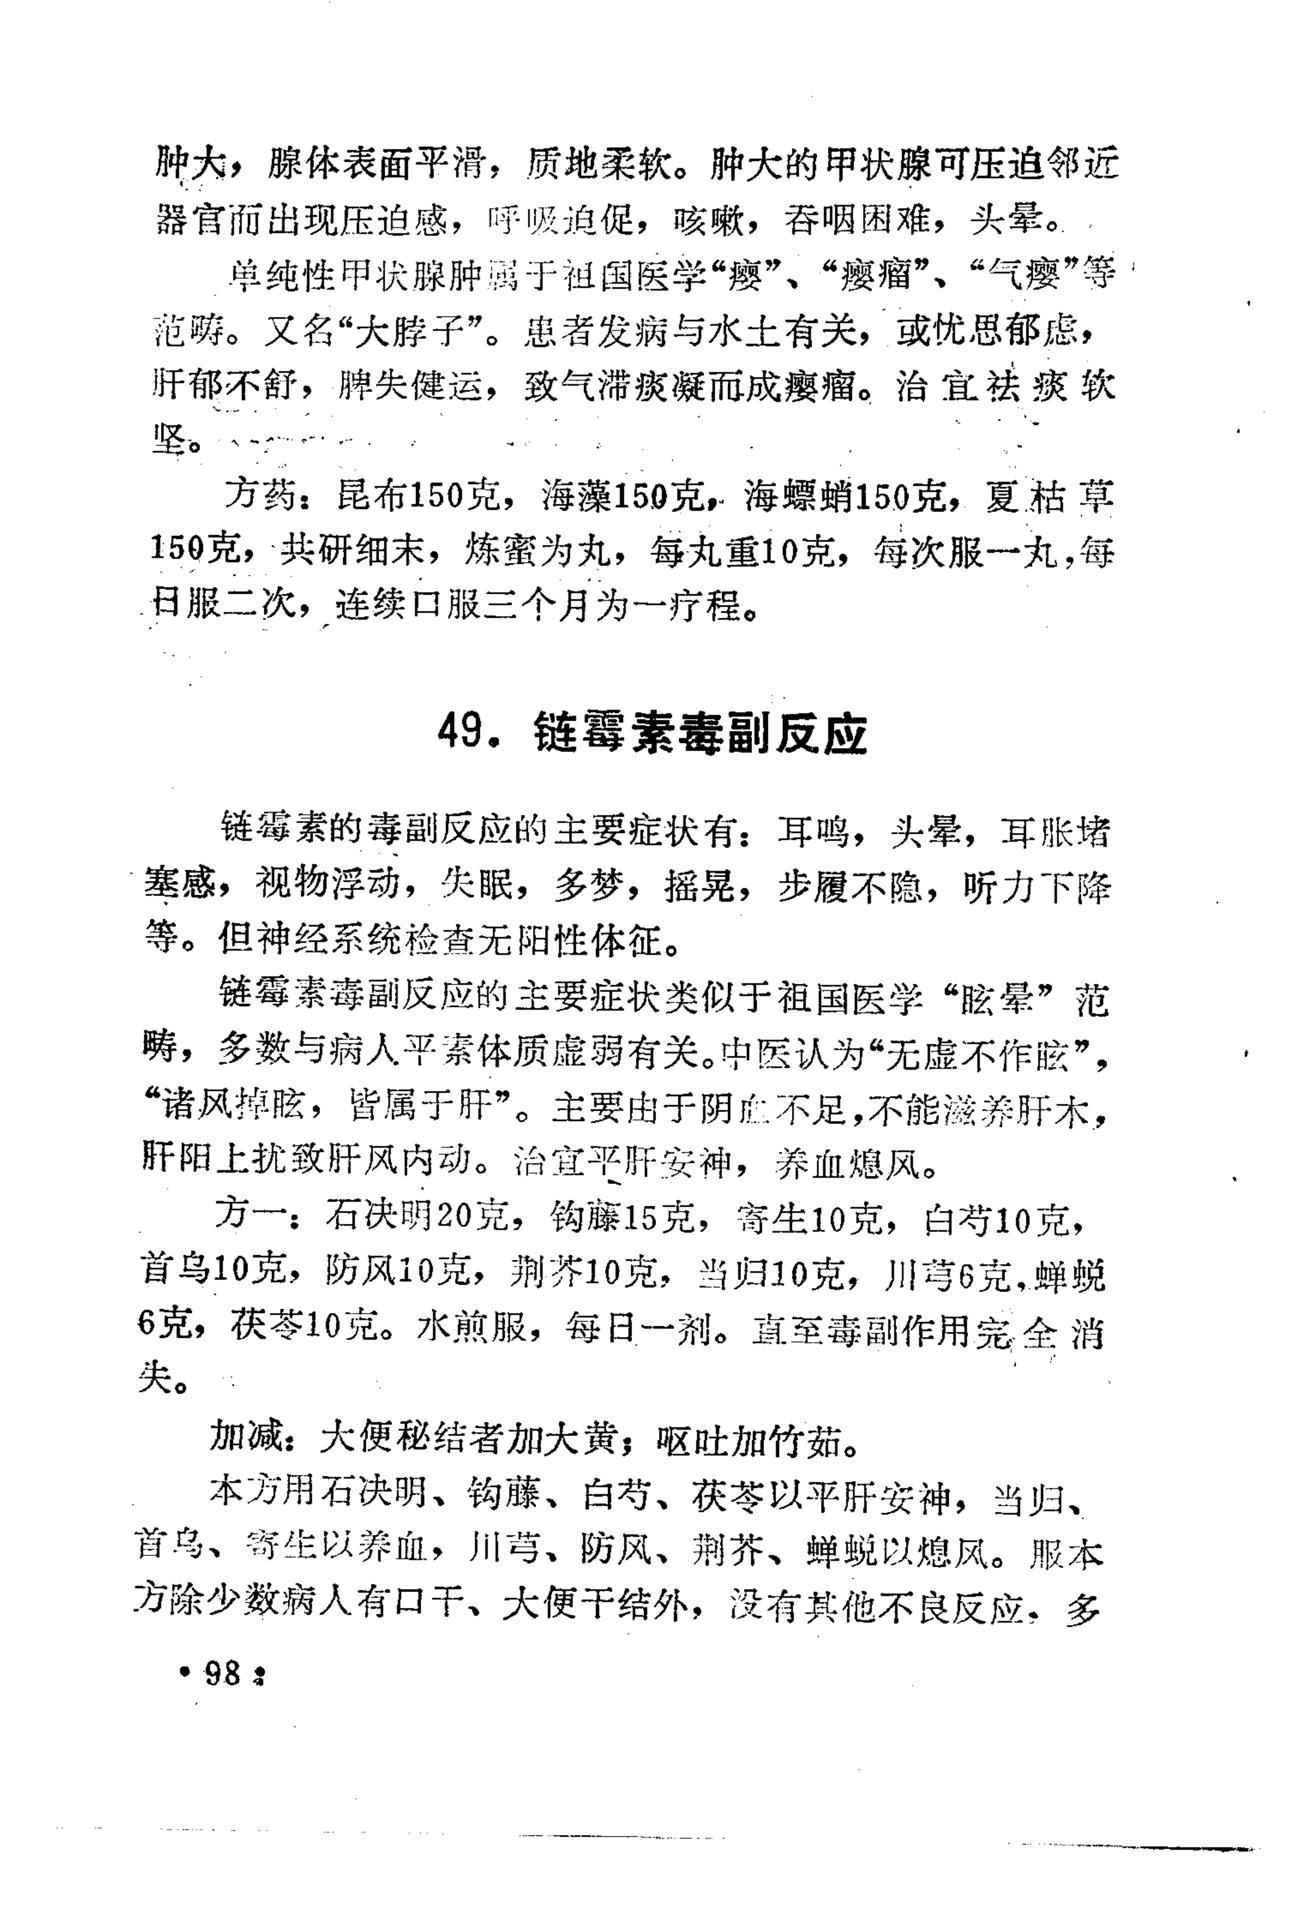 肿大，腺体表面平滑，质地柔软。肿大的甲状腺可压迫邻近
器官而出现压迫感，呼吸迫促，咳嗽，吞咽困难，头晕。
单纯性甲状腺肿属于祖国医学“瘿”、“瘿瘤”、“气瘿”等
范畴。又名“大脖子”。患者发病与水土有关，或忧思郁虑，
肝郁不舒，脾失健运，致气滞痰凝而成瘿瘤。治宜祛痰软
坚。
方药：昆布150克，海藻150克，海螵蛸150克，夏枯草
150克，共研细末，炼蜜为丸，每丸重10克，每次服一丸，每
日服二次，连续口服三个月为一疗程。
49．链霉素毒副反应
链霉素的毒副反应的主要症状有：耳鸣，头晕，耳胀堵
塞感，视物浮动，失眠，多梦，摇晃，步履不隐，听力下降
等。但神经系统检查无阳性体征。
链霉素毒副反应的主要症状类似于祖国医学“眩晕”范
畴，多数与病人平素体质虚弱有关。中医认为“无虚不作眩”，
“诸风掉眩，皆属于肝”。主要由于阴血不足，不能滋养肝木，
肝阳上扰致肝风内动。治宜平肝安神，养血熄风。
方一：石决明20克，钩藤15克，寄生10克，白芍10克，
首乌10克，防风10克，荆芥10克，当归10克，川芎6克，蝉蜕
6克，茯苓10克。水煎服，每日一剂。直至毒副作用完全消
失。
加减：大便秘结者加大黄；呕吐加竹茹。
本方用石决明、钩藤、白芍、茯苓以平肝安神，当归、
首乌、寄生以养血，川芎、防风、荆芥、蝉蜕以熄风。服本
方除少数病人有口干、大便干结外，没有其他不良反应，多
·98·